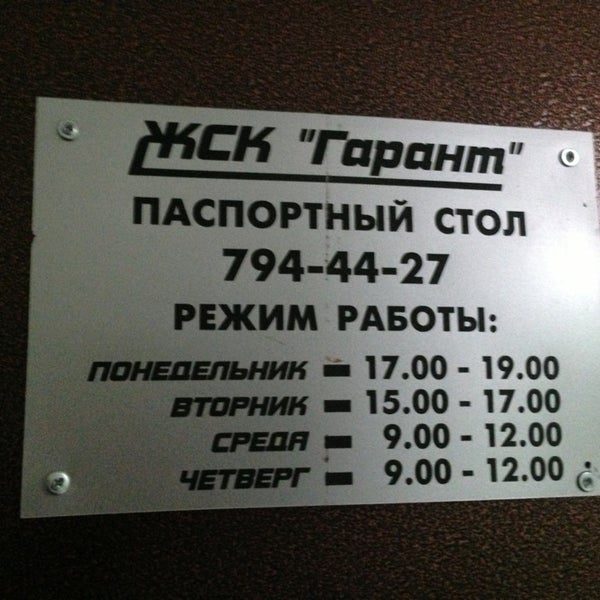 ЖСК "Гарант"
ПАСПОРТНЫЙ СТОЛ
794-44-27
РЕЖИМ РАБОТЫ:
ПОНЕДЕЛЬНИК - 17.00 - 19.00
ВТОРНИК - 15.00 - 17.00
СРЕДА - 9.00 - 12.00
ЧЕТВЕРГ - 9.00 - 12.00